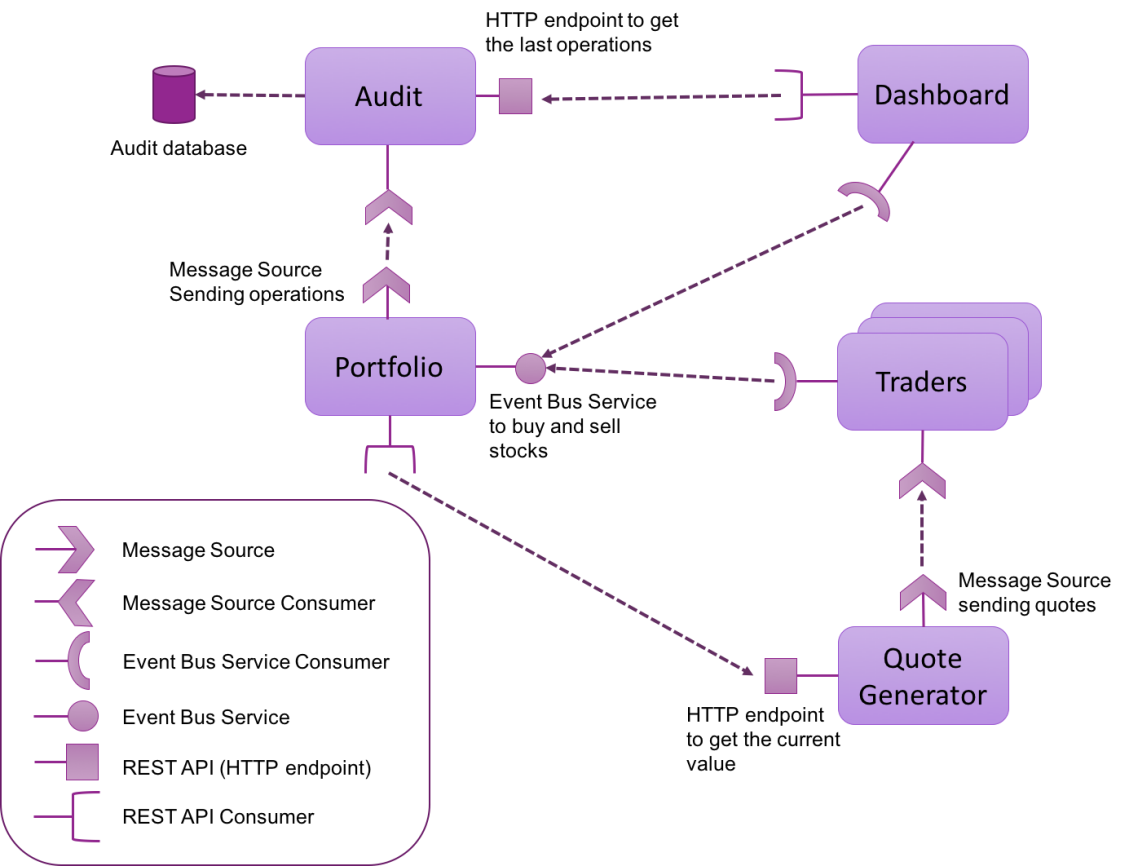 HTTP endpoint to get
the last operations
Audit
Dashboard
Audit database
Message Source
Sending operations
Portfolio
Traders
Event Bus Service
to buy and sell
stocks
Message Source
sending quotes
Quote
Generator
HTTP endpoint
to get the current
value
Message Source
Message Source Consumer
Event Bus Service Consumer
Event Bus Service
REST API (HTTP endpoint)
REST API Consumer